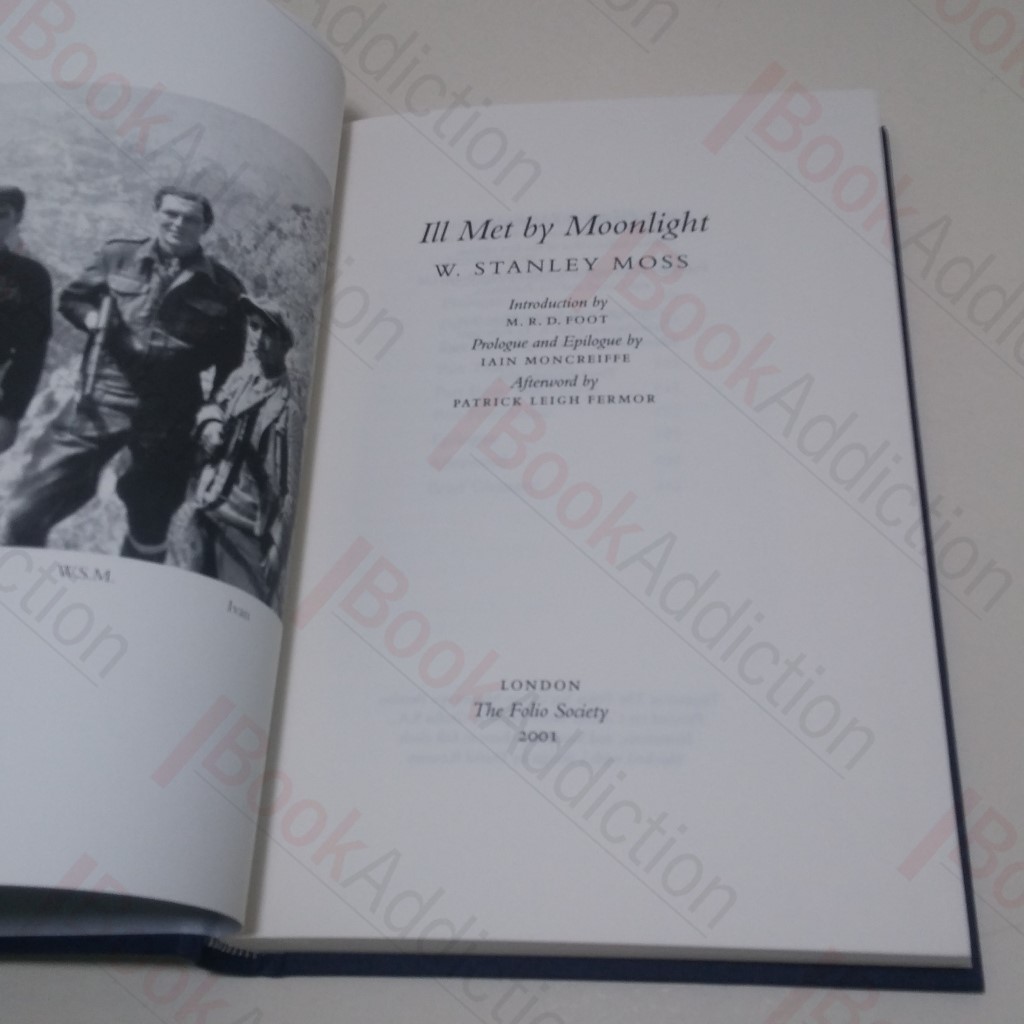 W.S.M.
Ivan
Ill Met by Moonlight
W. STANLEY MOSS
Introduction by
M. R. D. FOOT
Prologue and Epilogue by
IAIN MONCREIFFE
Afterword by
PATRICK LEIGH FERMOR
LONDON
The Folio Society
2001
BookAddiction